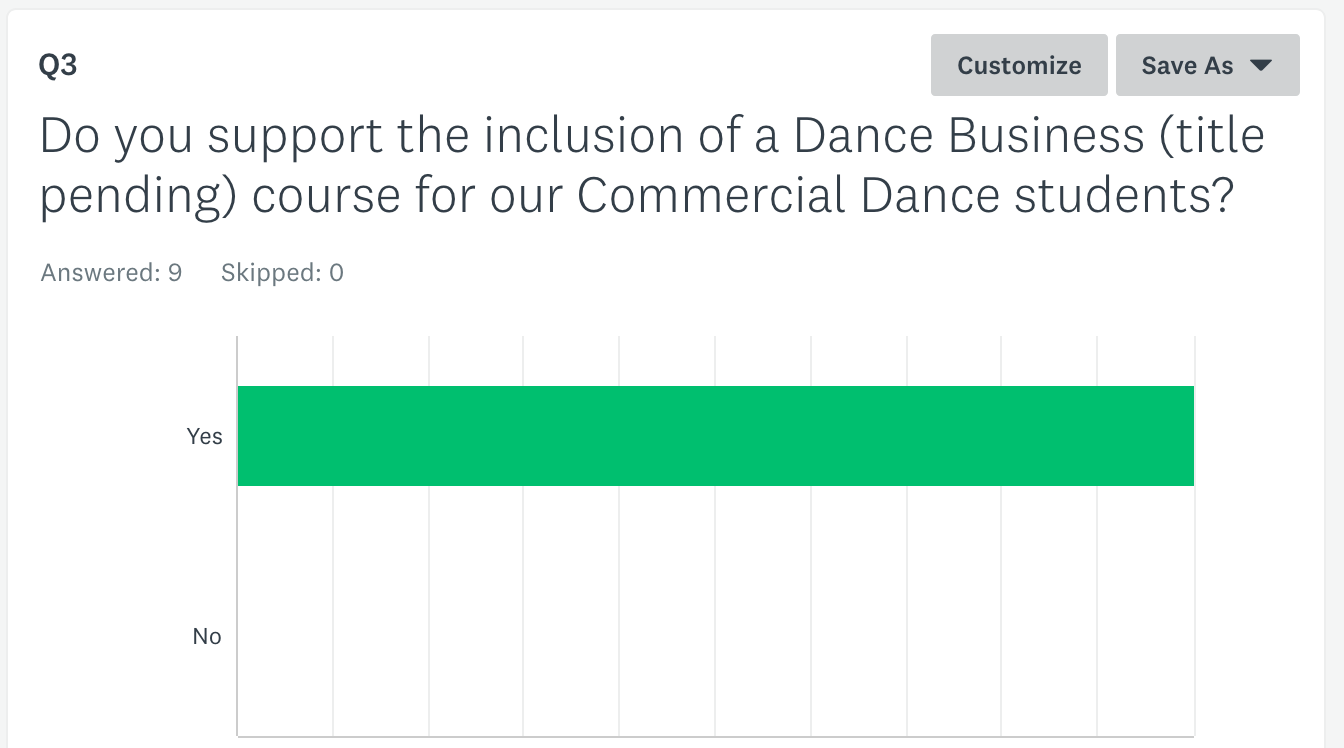 Q3
Customize
Save As
Do you support the inclusion of a Dance Business (title
pending) course for our Commercial Dance students?
Answered: 9 Skipped: 0
Yes
No